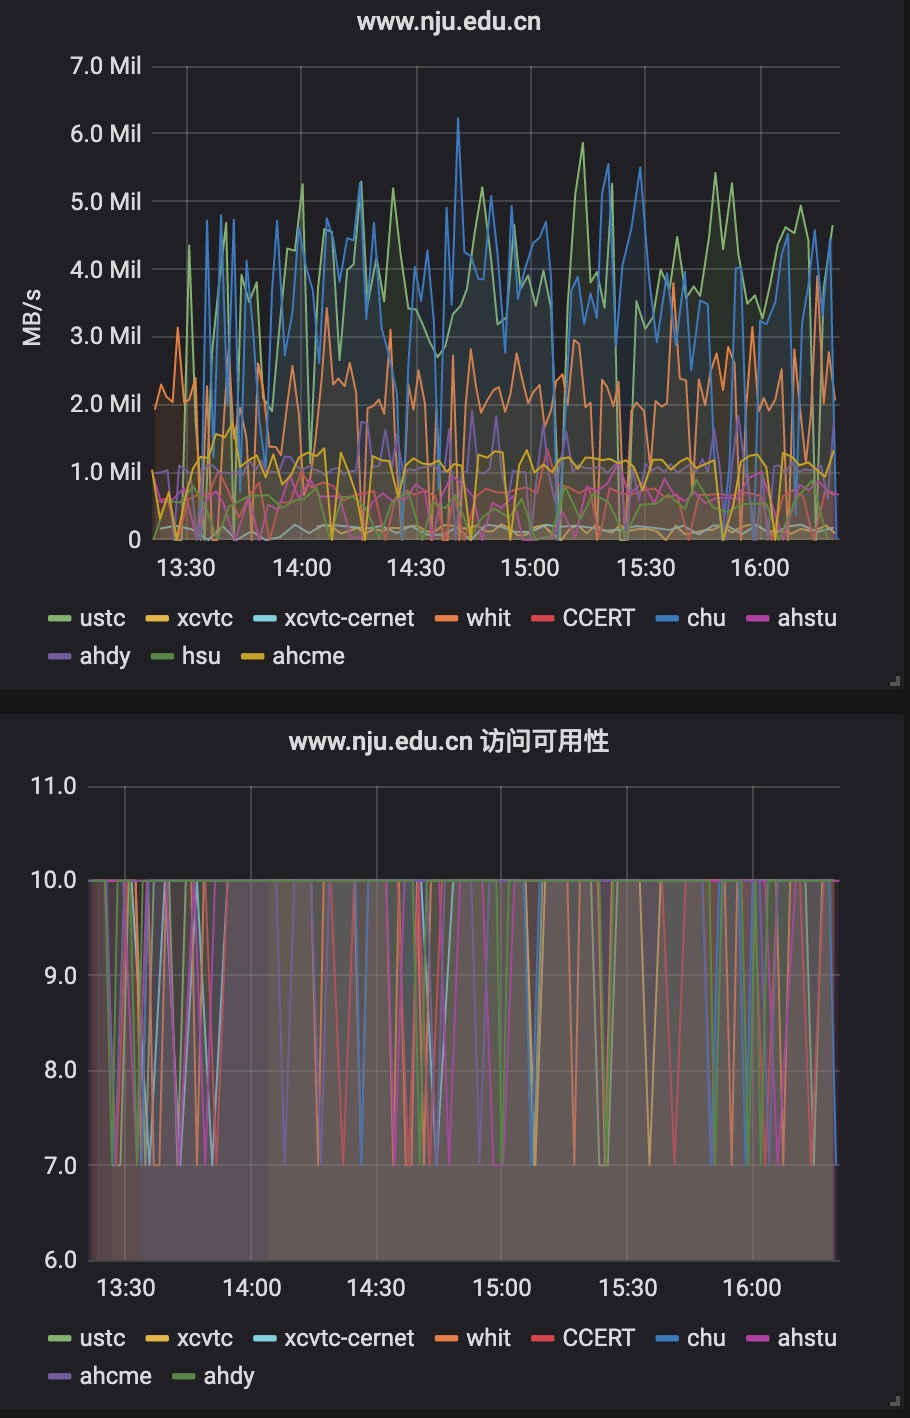 www.nju.edu.cn
7.0 Mil
6.0 Mil
5.0 Mil
4.0 Mil
3.0 Mil
2.0 Mil
1.0 Mil
0
MB/s
13:30 14:00 14:30 15:00 15:30 16:00
ustc xcvtc xcvtc-cernet whit CCERT chu ahstu
ahdy hsu ahcme
www.nju.edu.cn 访问可用性
11.0
10.0
9.0
8.0
7.0
6.0
13:30 14:00 14:30 15:00 15:30 16:00
ustc xcvtc xcvtc-cernet whit CCERT chu ahstu
ahcme ahdy